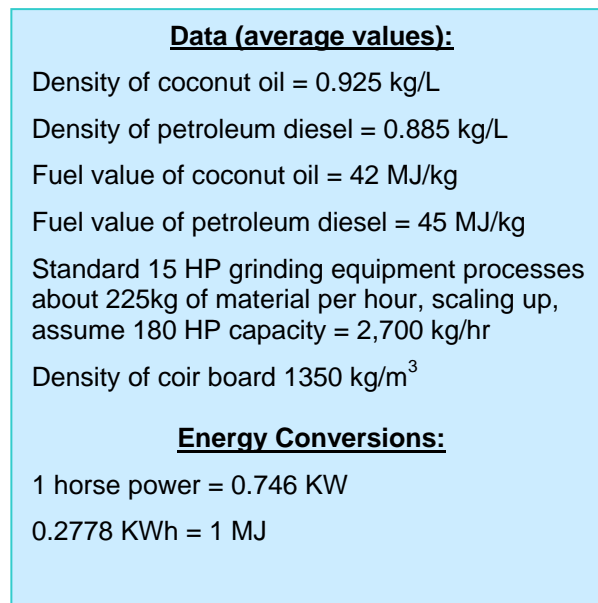 Data (average values):
Density of coconut oil = 0.925 kg/L
Density of petroleum diesel = 0.885 kg/L
Fuel value of coconut oil = 42 MJ/kg
Fuel value of petroleum diesel = 45 MJ/kg
Standard 15 HP grinding equipment processes
about 225kg of material per hour, scaling up,
assume 180 HP capacity = 2,700 kg/hr
Density of coir board 1350 kg/m³
Energy Conversions:
1 horse power = 0.746 KW
0.2778 KWh = 1 MJ